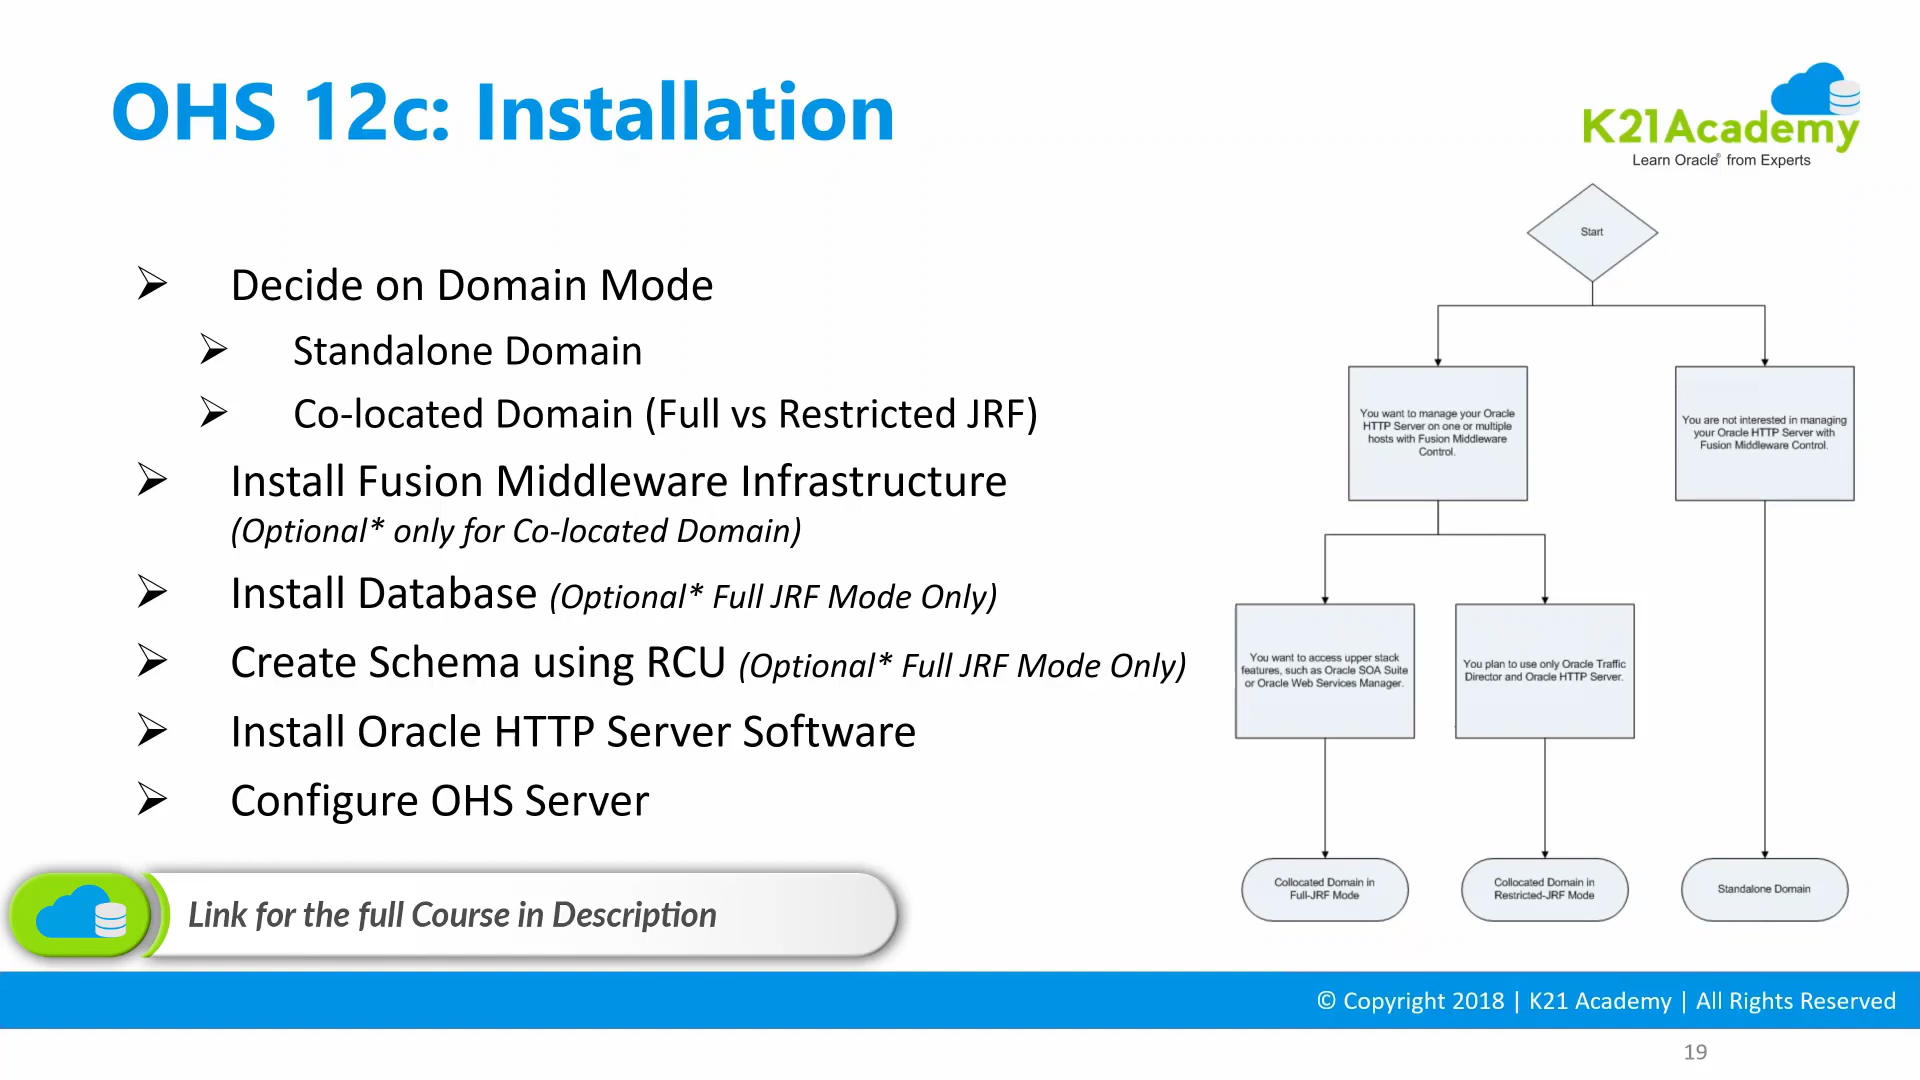 OHS 12c: Installation
K21Academy
Learn Oracle® from Experts
Decide on Domain Mode
Standalone Domain
Co-located Domain (Full vs Restricted JRF)
Install Fusion Middleware Infrastructure
(Optional* only for Co-located Domain)
Install Database (Optional* Full JRF Mode Only)
Create Schema using RCU (Optional* Full JRF Mode Only)
Install Oracle HTTP Server Software
Configure OHS Server
Start
You want to manage your Oracle
HTTP Server on one or multiple
hosts with Fusion Middleware
Control.
You are not interested in managing
your Oracle HTTP Server with
Fusion Middleware Control.
You want to access upper stack
features, such as Oracle SOA Suite
or Oracle Web Services Manager.
You plan to use only Oracle Traffic
Director and Oracle HTTP Server.
Collocated Domain in
Full-JRF Mode
Collocated Domain in
Restricted-JRF Mode
Standalone Domain
Link for the full Course in Description
© Copyright 2018 | K21 Academy | All Rights Reserved
19